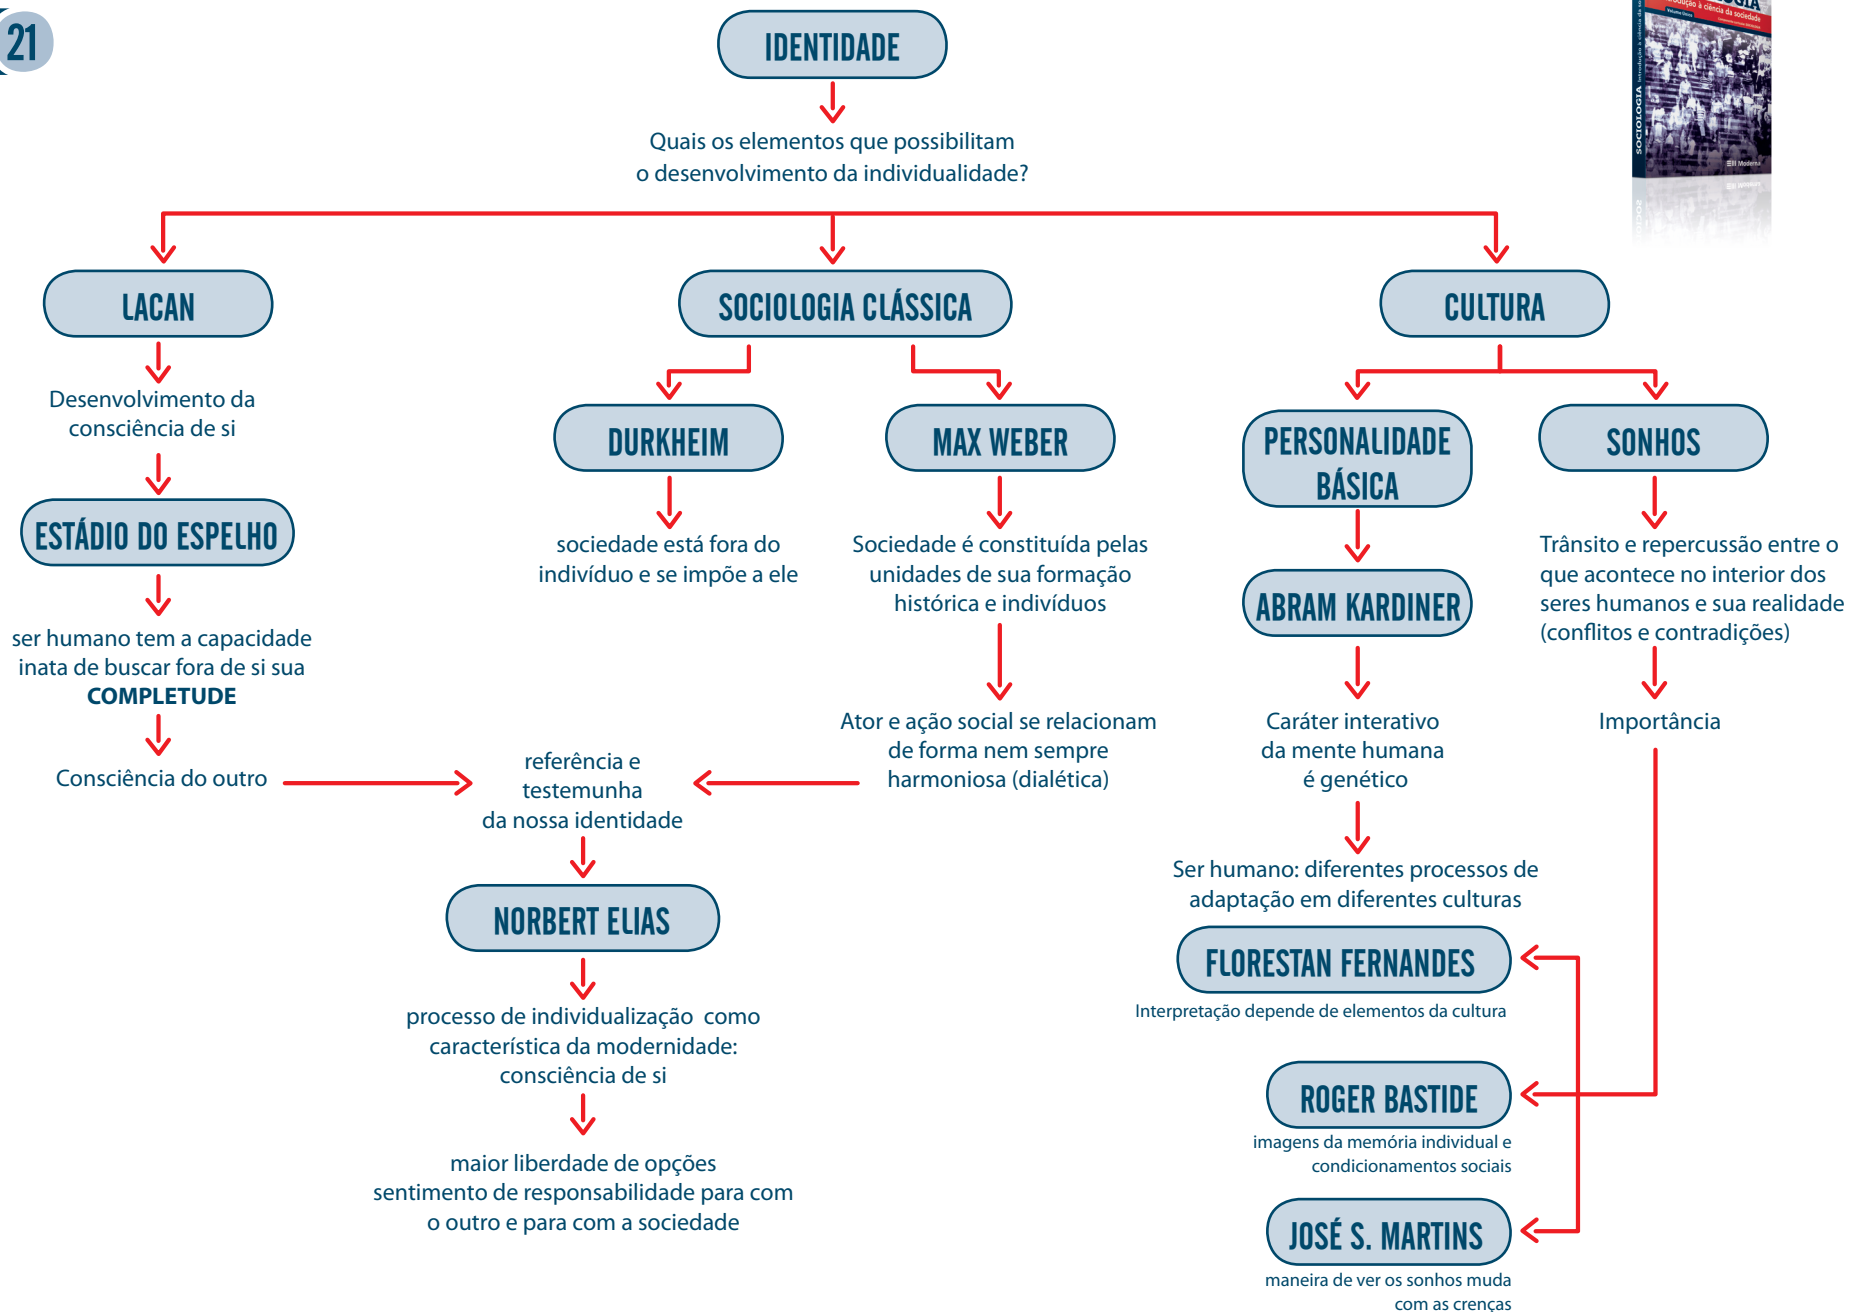 21
IDENTIDADE
Quais os elementos que possibilitam
o desenvolvimento da individualidade?
LACAN
Desenvolvimento da
consciência de si
ESTÁDIO DO ESPELHO
ser humano tem a capacidade
inata de buscar fora de si sua
COMPLETUDE
Consciência do outro
SOCIOLOGIA CLÁSSICA
DURKHEIM
sociedade está fora do
indivíduo e se impõe a ele
MAX WEBER
Sociedade é constituída pelas
unidades de sua formação
histórica e indivíduos
Ator e ação social se relacionam
de forma nem sempre
harmoniosa (dialética)
referência e
testemunha
da nossa identidade
NORBERT ELIAS
processo de individualização como
característica da modernidade:
consciência de si
maior liberdade de opções
sentimento de responsabilidade para com
o outro e para com a sociedade
CULTURA
PERSONALIDADE
BÁSICA
ABRAM KARDINER
Caráter interativo
da mente humana
é genético
Ser humano: diferentes processos de
adaptação em diferentes culturas
SONHOS
Trânsito e repercussão entre o
que acontece no interior dos
seres humanos e sua realidade
(conflitos e contradições)
Importância
FLORESTAN FERNANDES
Interpretação depende de elementos da cultura
ROGER BASTIDE
imagens da memória individual e
condicionamentos sociais
JOSÉ S. MARTINS
maneira de ver os sonhos muda
com as crenças
à ciência da sociedade
Volume Único
SOCIOLOGIA
Moderna